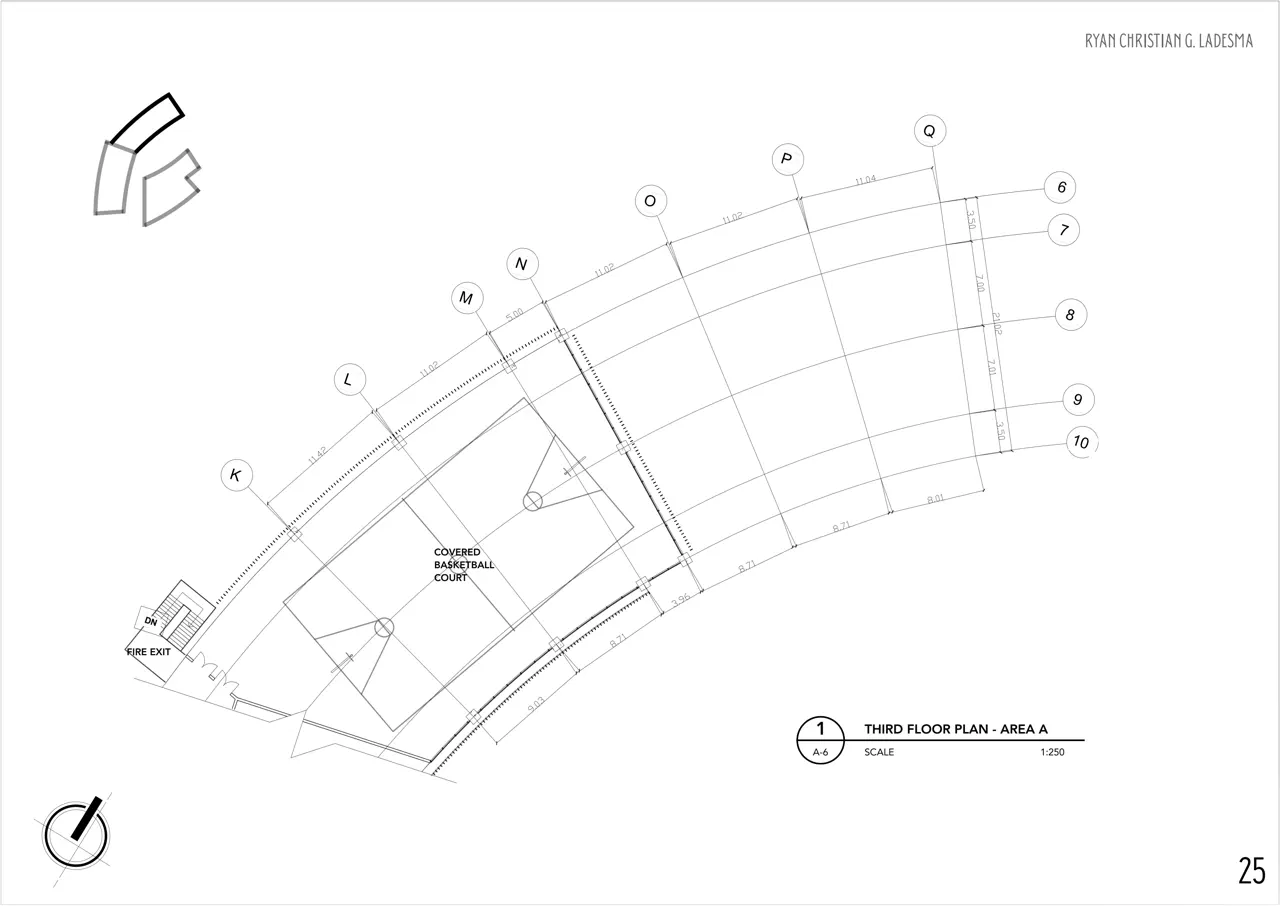 RYAN CHRISTIAN G. LADESMA
Q
P
O
N
M
L
K
6
7
8
9
10
11.04
11.02
11.02
5.00
11.02
11.42
3.50
7.00
21.02
7.01
3.50
8.01
8.71
8.71
3.96
8.71
9.03
COVERED
BASKETBALL
COURT
DN
FIRE EXIT
1
A-6
THIRD FLOOR PLAN - AREA A
SCALE 1:250
25